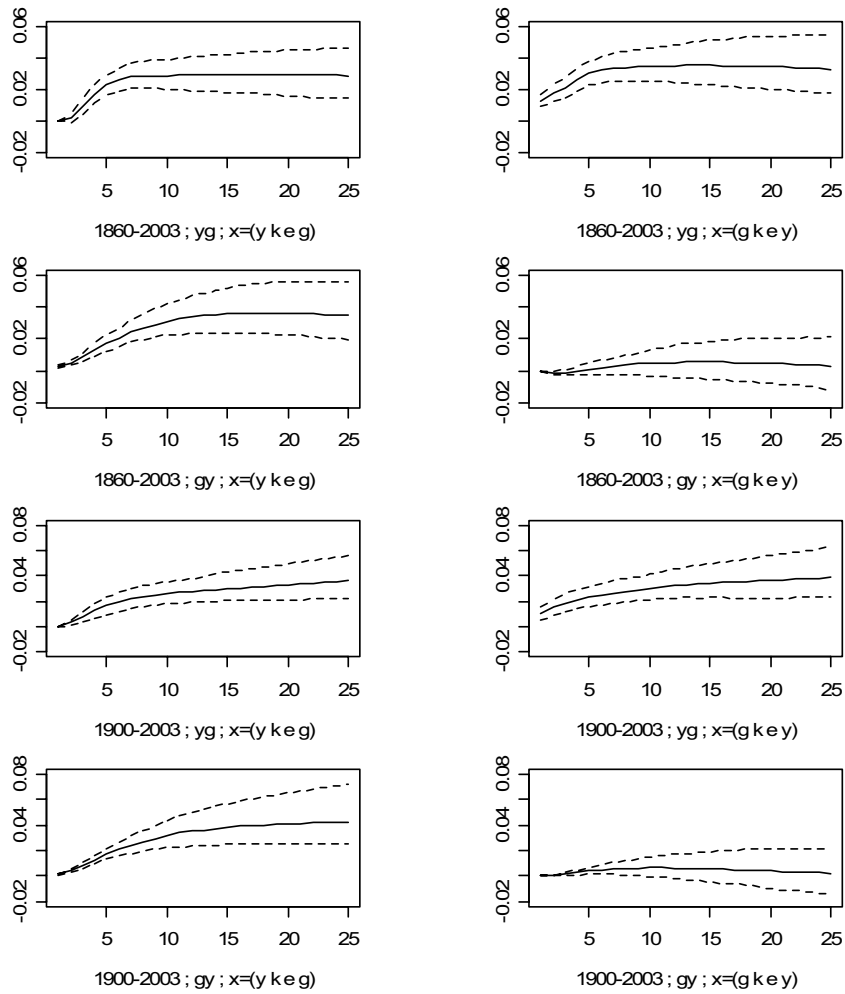 0.06
0.02
-0.02
5 10 15 20 25
1860-2003 ; yg ; x=(y k e g)
0.06
0.02
-0.02
5 10 15 20 25
1860-2003 ; yg ; x=(g k e y)
0.06
0.02
-0.02
5 10 15 20 25
1860-2003 ; gy ; x=(y k e g)
0.06
0.02
-0.02
5 10 15 20 25
1860-2003 ; gy ; x=(g k e y)
0.08
0.04
-0.02
5 10 15 20 25
1900-2003 ; yg ; x=(y k e g)
0.08
0.04
-0.02
5 10 15 20 25
1900-2003 ; yg ; x=(g k e y)
0.08
0.04
-0.02
5 10 15 20 25
1900-2003 ; gy ; x=(y k e g)
0.08
0.04
-0.02
5 10 15 20 25
1900-2003 ; gy ; x=(g k e y)